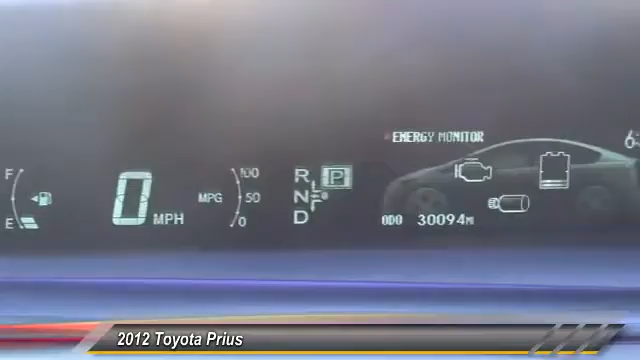 ENERGY MONITOR
F
100
R
P
0
MPH
MPG
50
N
E
0
D
ODO 30094MI
2012 Toyota Prius